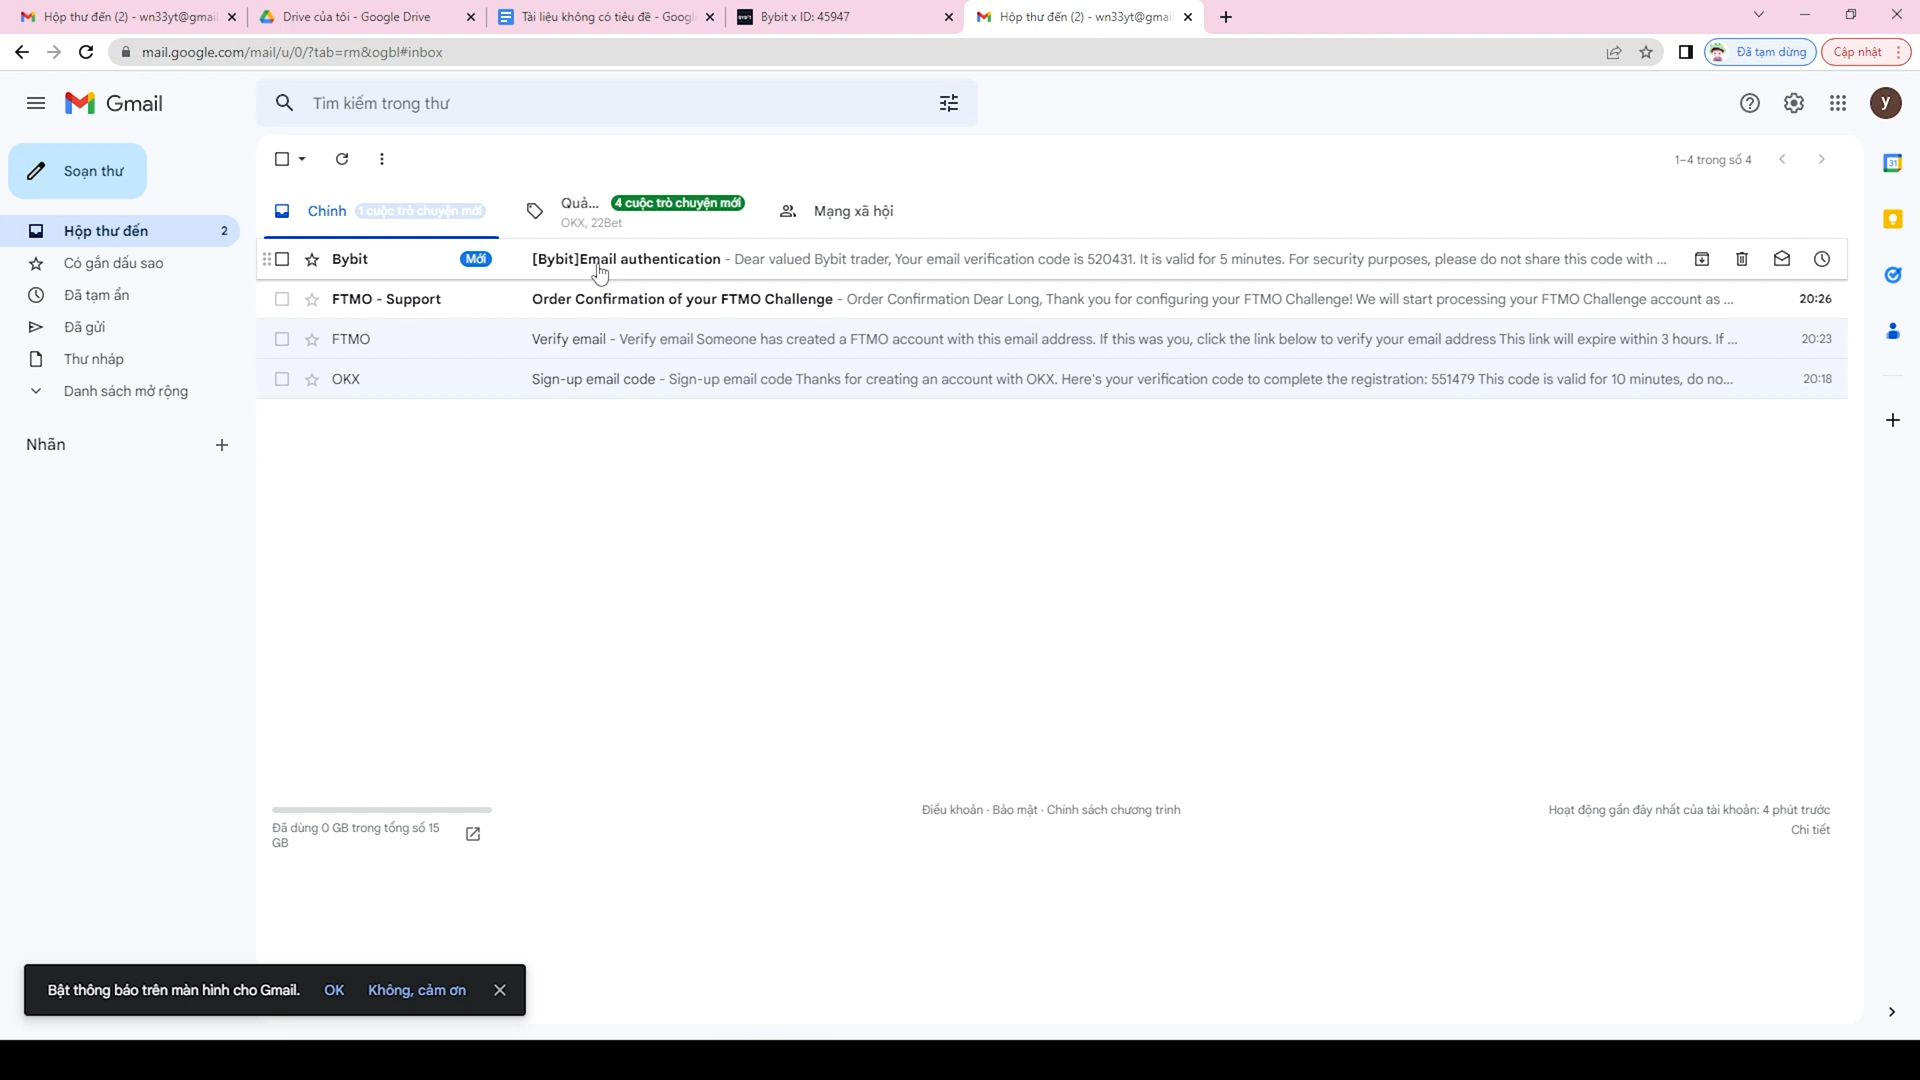 Hộp thư đến (2) - wn33yt@gmai
Drive của tôi - Google Drive
Tài liệu không có tiêu đề - Googl
BYBIT
Bybit x ID: 45947
Hộp thư đến (2) - wn33yt@gmai
mail.google.com/mail/u/0/?tab=rm&ogbl#inbox
Đã tạm dừng
Cập nhật
Gmail
Tìm kiếm trong thư
y
Soạn thư
1–4 trong số 4
31
Chính
1 cuộc trò chuyện mới
Quả...
4 cuộc trò chuyện mới
OKX, 22Bet
Mạng xã hội
Hộp thư đến 2
Có gắn dấu sao
Đã tạm ẩn
Đã gửi
Thư nháp
Danh sách mở rộng
Nhãn
Bybit Mới [Bybit]Email authentication - Dear valued Bybit trader, Your email verification code is 520431. It is valid for 5 minutes. For security purposes, please do not share this code with ...
FTMO - Support Order Confirmation of your FTMO Challenge - Order Confirmation Dear Long, Thank you for configuring your FTMO Challenge! We will start processing your FTMO Challenge account as ... 20:26
FTMO Verify email - Verify email Someone has created a FTMO account with this email address. If this was you, click the link below to verify your email address This link will expire within 3 hours. If ... 20:23
OKX Sign-up email code - Sign-up email code Thanks for creating an account with OKX. Here's your verification code to complete the registration: 551479 This code is valid for 10 minutes, do no... 20:18
Đã dùng 0 GB trong tổng số 15
GB
Điều khoản · Bảo mật · Chính sách chương trình
Hoạt động gần đây nhất của tài khoản: 4 phút trước
Chi tiết
Bật thông báo trên màn hình cho Gmail. OK Không, cảm ơn